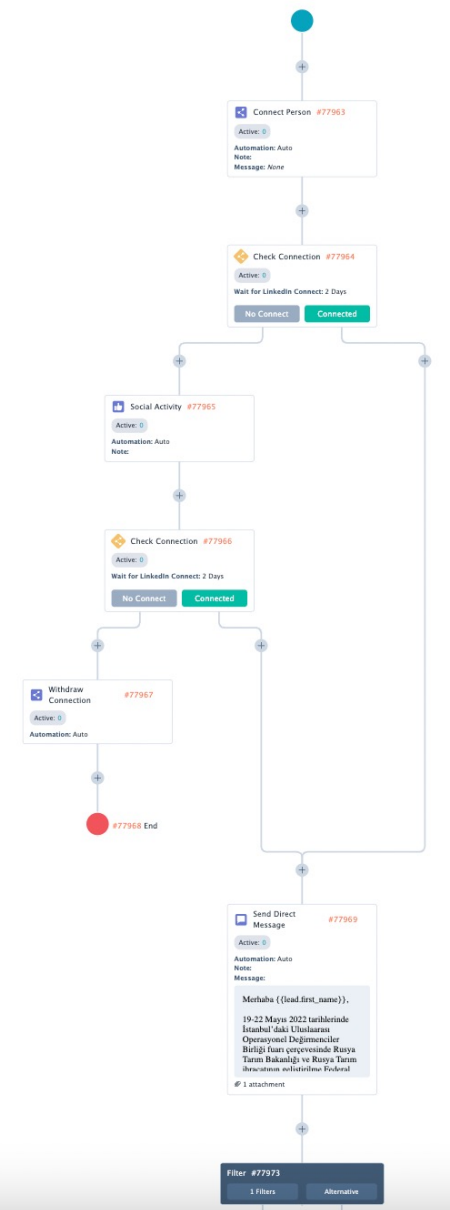 Connect Person #77963
Active: 0
Automation: Auto
Note:
Message: None
Check Connection #77964
Active: 0
Wait for LinkedIn Connect: 2 Days
No Connect Connected
Social Activity #77965
Active: 0
Automation: Auto
Note:
Check Connection #77966
Active: 0
Wait for LinkedIn Connect: 2 Days
No Connect Connected
Withdraw
Connection #77967
Active: 0
Automation: Auto
#77968 End
Send Direct
Message #77969
Active: 0
Automation: Auto
Note:
Message:
Merhaba {{lead.first_name}},
19-22 Mayıs 2022 tarihlerinde
İstanbul'daki Uluslaarası
Operasyonel Değirmenciler
Birliği fuarı çerçevesinde Rusya
Tarım Bakanlığı ve Rusya Tarım
ihracatının geliştirilme Federal
1 attachment
Filter #77973
1 Filters Alternative